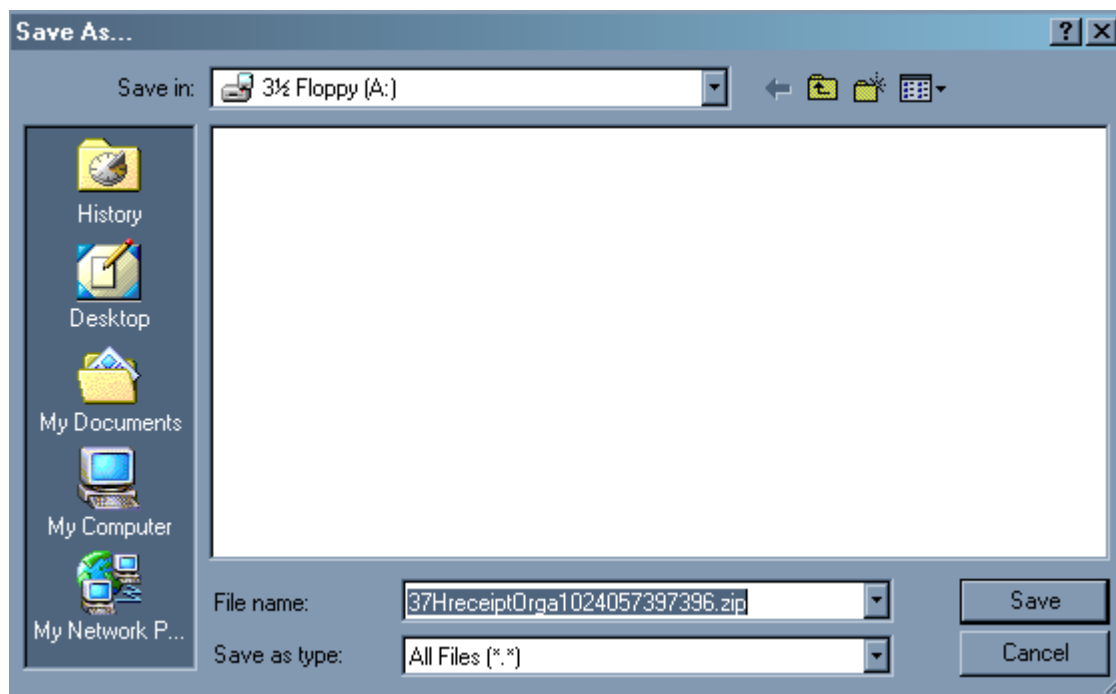 Save As...
Save in:
3½ Floppy (A:)
History
Desktop
My Documents
My Computer
My Network P...
File name:
37HreceiptOrga1024057397396.zip
Save
Save as type:
All Files (*.*)
Cancel